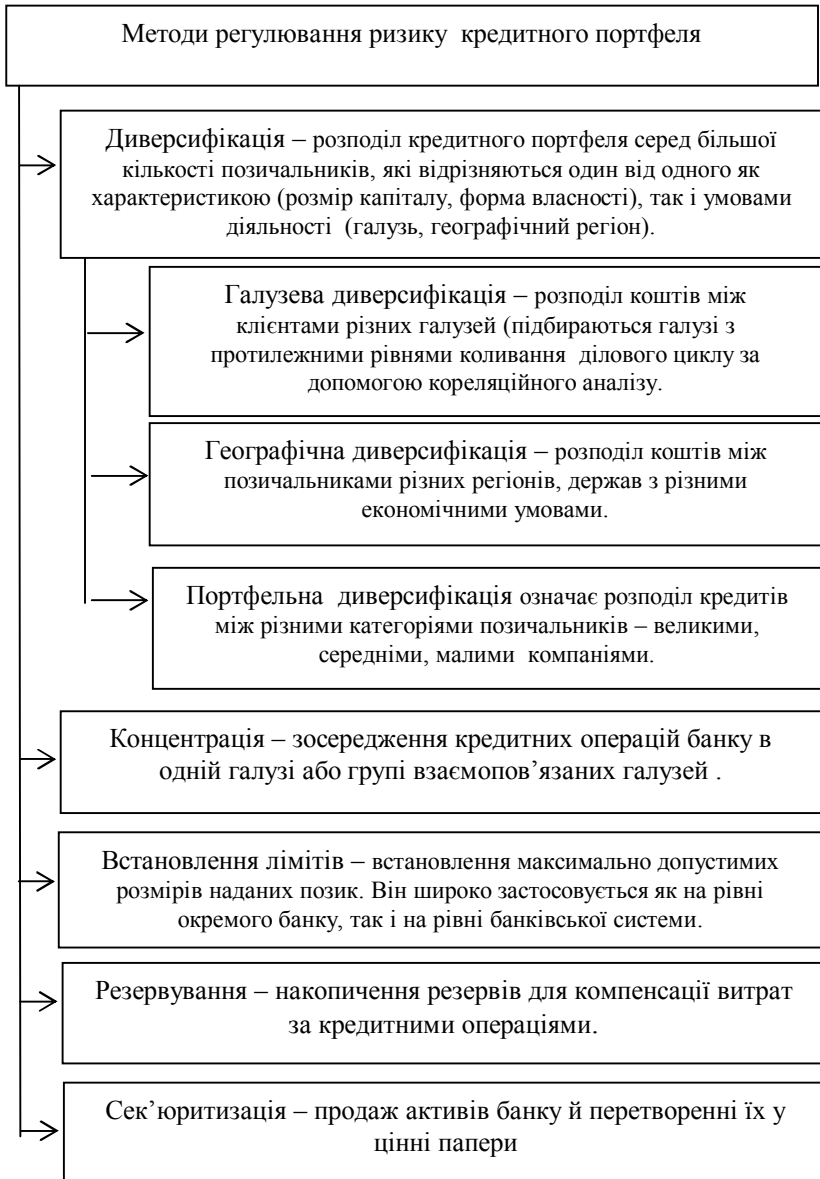 Методи регулювання ризику кредитного портфеля
Диверсифікація – розподіл кредитного портфеля серед більшої
кількості позичальників, які відрізняються один від одного як
характеристикою (розмір капіталу, форма власності), так і умовами
діяльності (галузь, географічний регіон).
Галузева диверсифікація – розподіл коштів між
клієнтами різних галузей (підбираються галузі з
протилежними рівнями коливання ділового циклу за
допомогою кореляційного аналізу.
Географічна диверсифікація – розподіл коштів між
позичальниками різних регіонів, держав з різними
економічними умовами.
Портфельна диверсифікація означає розподіл кредитів
між різними категоріями позичальників – великими,
середніми, малими компаніями.
Концентрація – зосередження кредитних операцій банку в
одній галузі або групі взаємопов’язаних галузей .
Встановлення лімітів – встановлення максимально допустимих
розмірів наданих позик. Він широко застосовується як на рівні
окремого банку, так і на рівні банківської системи.
Резервування – накопичення резервів для компенсації витрат
за кредитними операціями.
Сек’юритизація – продаж активів банку й перетворенні їх у
цінні папери